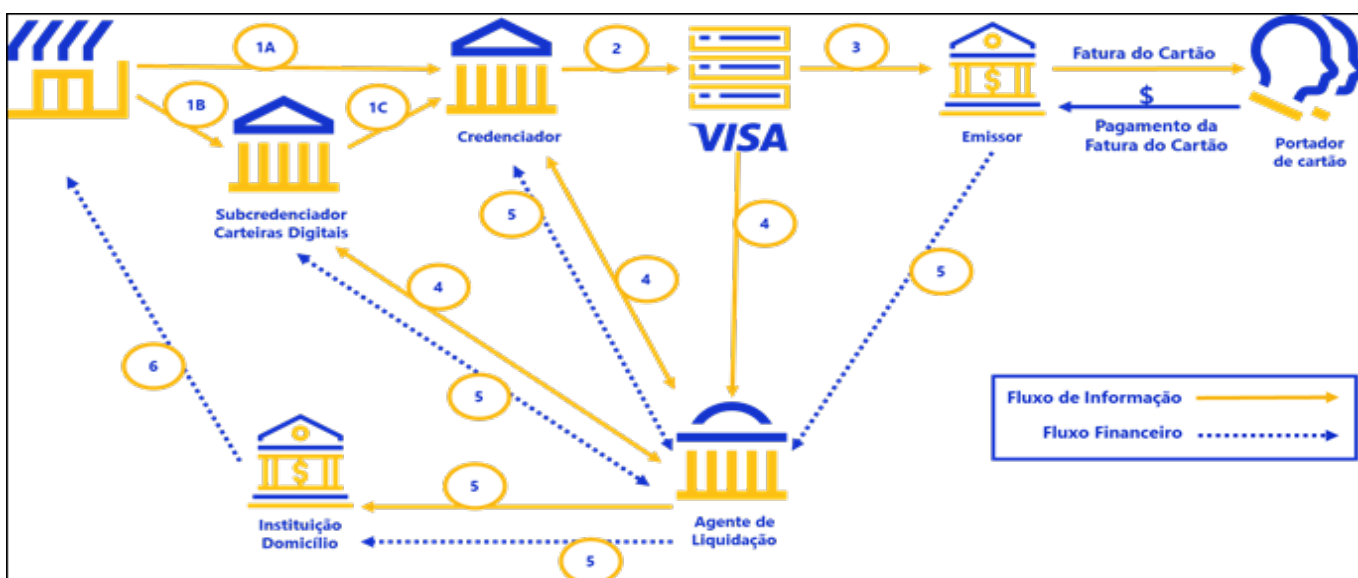 1A
2
3
Fatura do Cartão
$
$
1B
1C
Credenciador
VISA
Emissor
Pagamento da
Fatura do Cartão
Portador
de cartão
Subcredenciador
Carteiras Digitais
5
4
4
4
5
6
5
Fluxo de Informação
Fluxo Financeiro
$
5
Instituição
Domicílio
Agente de
Liquidação
5